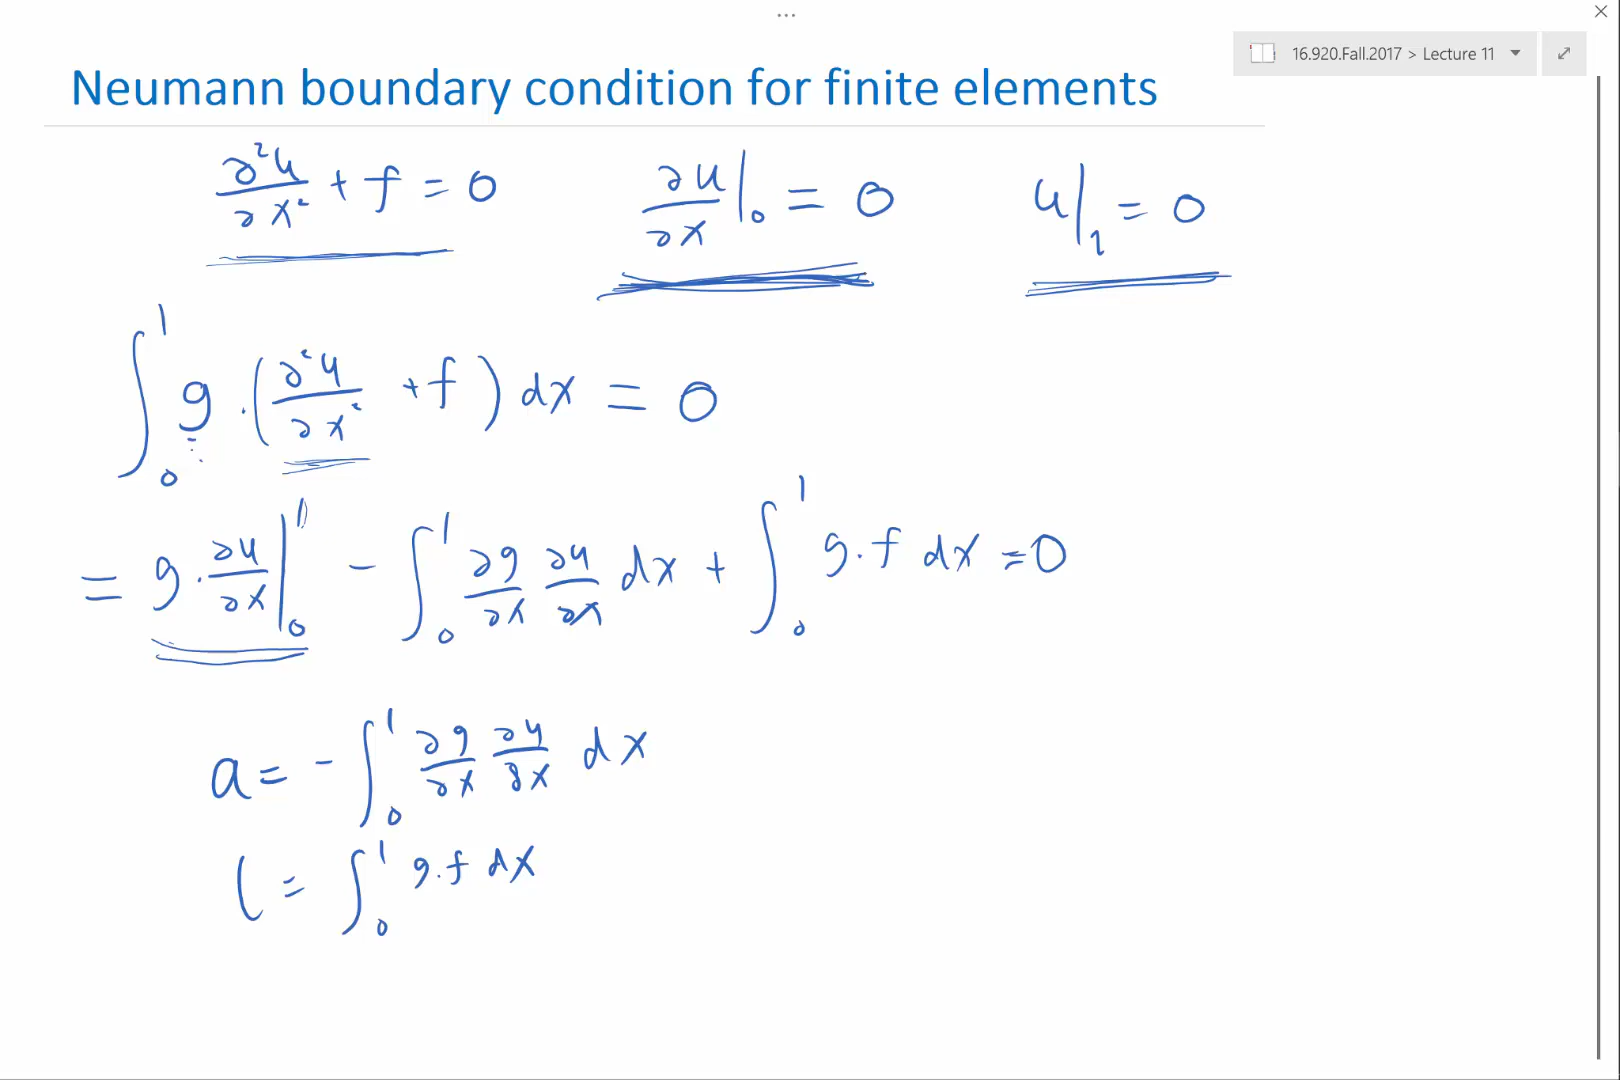 16.920.Fall.2017 > Lecture 11
Neumann boundary condition for finite elements
∂²u/∂x² + f = 0    ∂u/∂x|₀ = 0    u|₁ = 0
∫₀¹ g·(∂²u/∂x² + f) dx = 0
= g·∂u/∂x|₀¹ - ∫₀¹ ∂g/∂x ∂u/∂x dx + ∫₀¹ g·f dx = 0
a = - ∫₀¹ ∂g/∂x ∂u/∂x dx
l = ∫₀¹ g·f dx